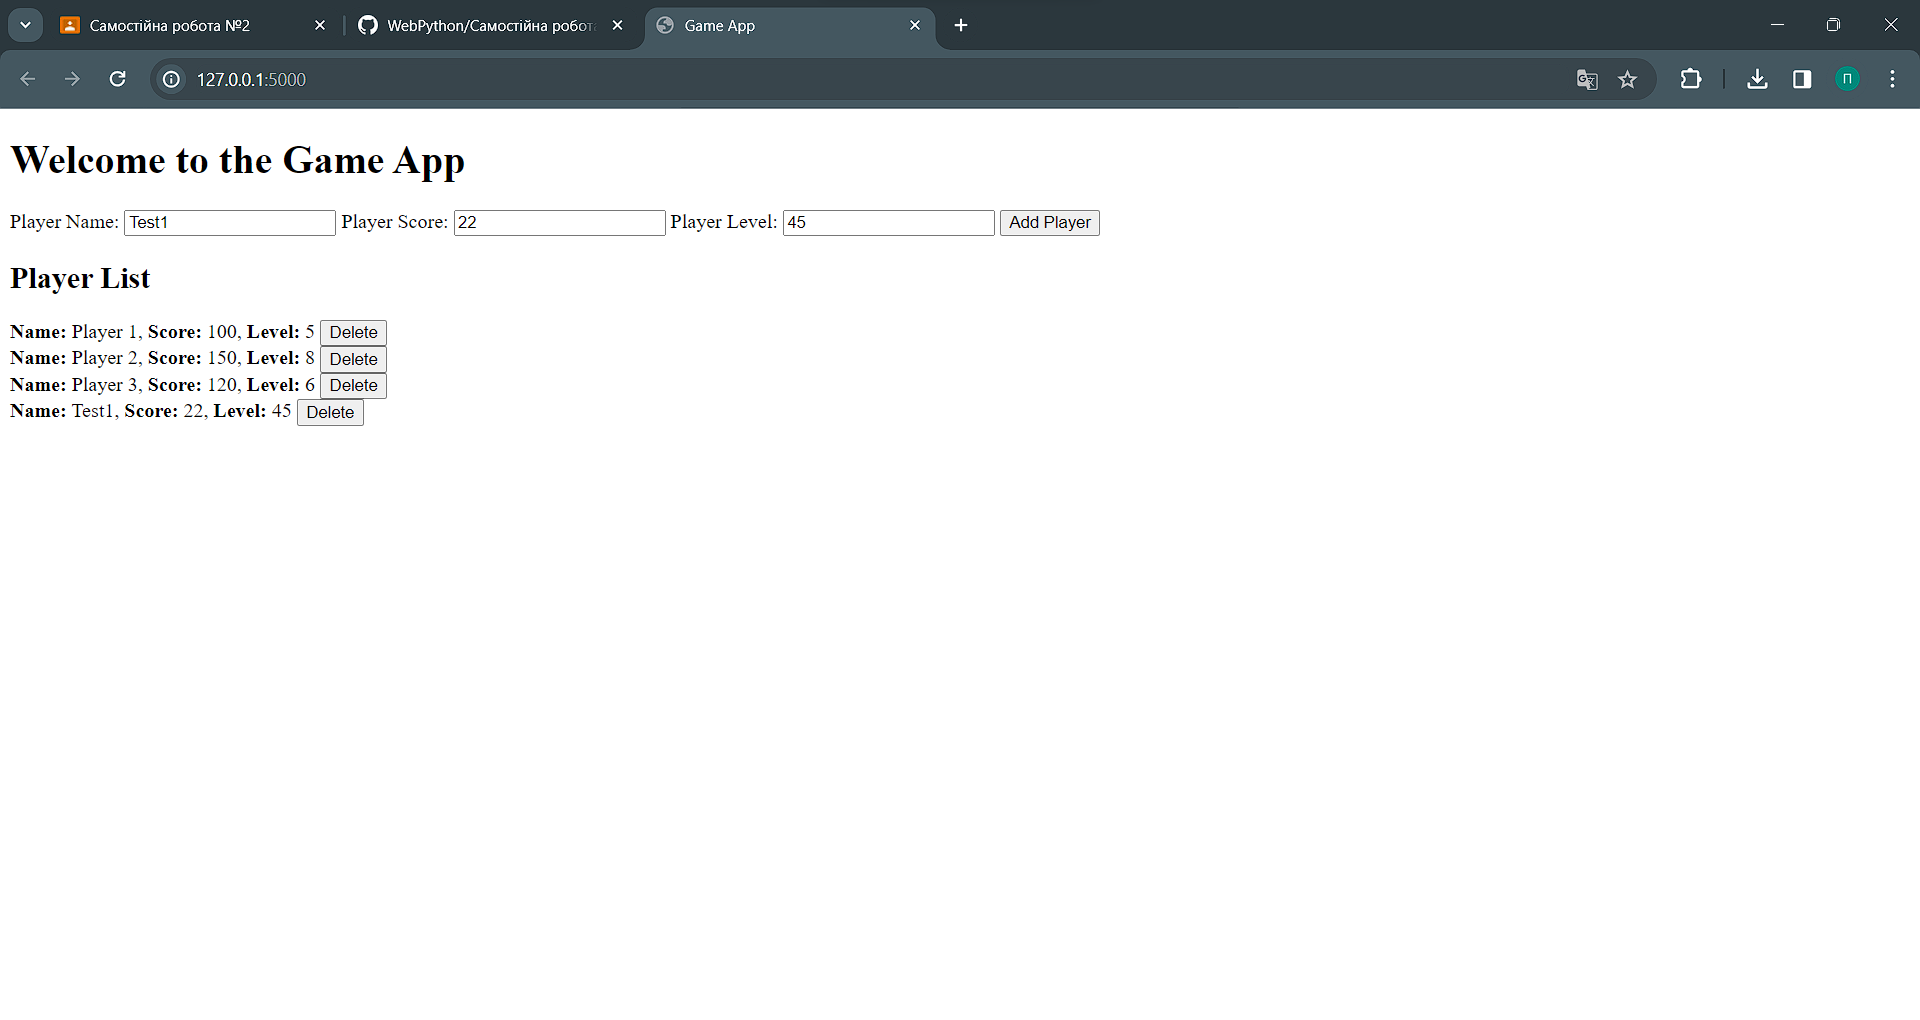 Самостійна робота №2
WebPython/Самостійна робот
Game App
127.0.0.1:5000
П
Welcome to the Game App
Player Name: Test1 Player Score: 22 Player Level: 45 Add Player
Player List
Name: Player 1, Score: 100, Level: 5 Delete
Name: Player 2, Score: 150, Level: 8 Delete
Name: Player 3, Score: 120, Level: 6 Delete
Name: Test1, Score: 22, Level: 45 Delete